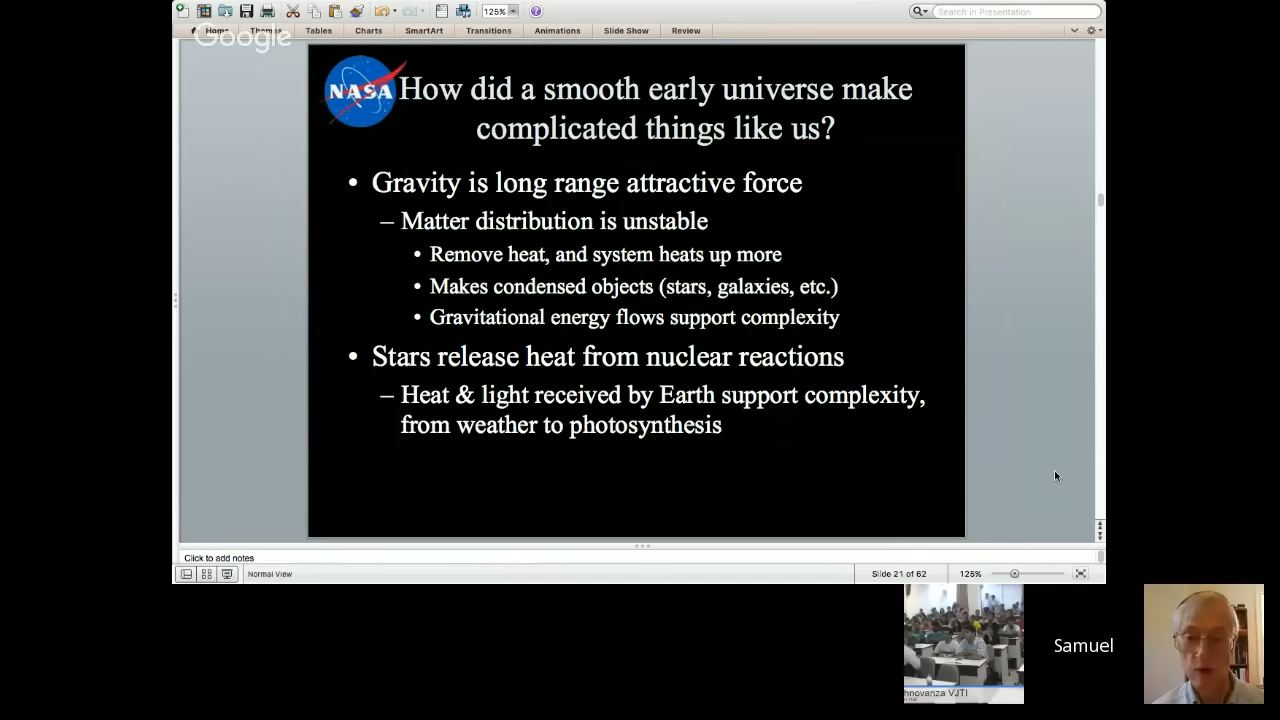 125%
Search in Presentation
Google
Home
Themes
Tables
Charts
SmartArt
Transitions
Animations
Slide Show
Review
NASA
How did a smooth early universe make
complicated things like us?
• Gravity is long range attractive force
– Matter distribution is unstable
• Remove heat, and system heats up more
• Makes condensed objects (stars, galaxies, etc.)
• Gravitational energy flows support complexity
• Stars release heat from nuclear reactions
– Heat & light received by Earth support complexity,
from weather to photosynthesis
Click to add notes
Normal View
Slide 21 of 62
125%
Samuel
hnovanza VJTI